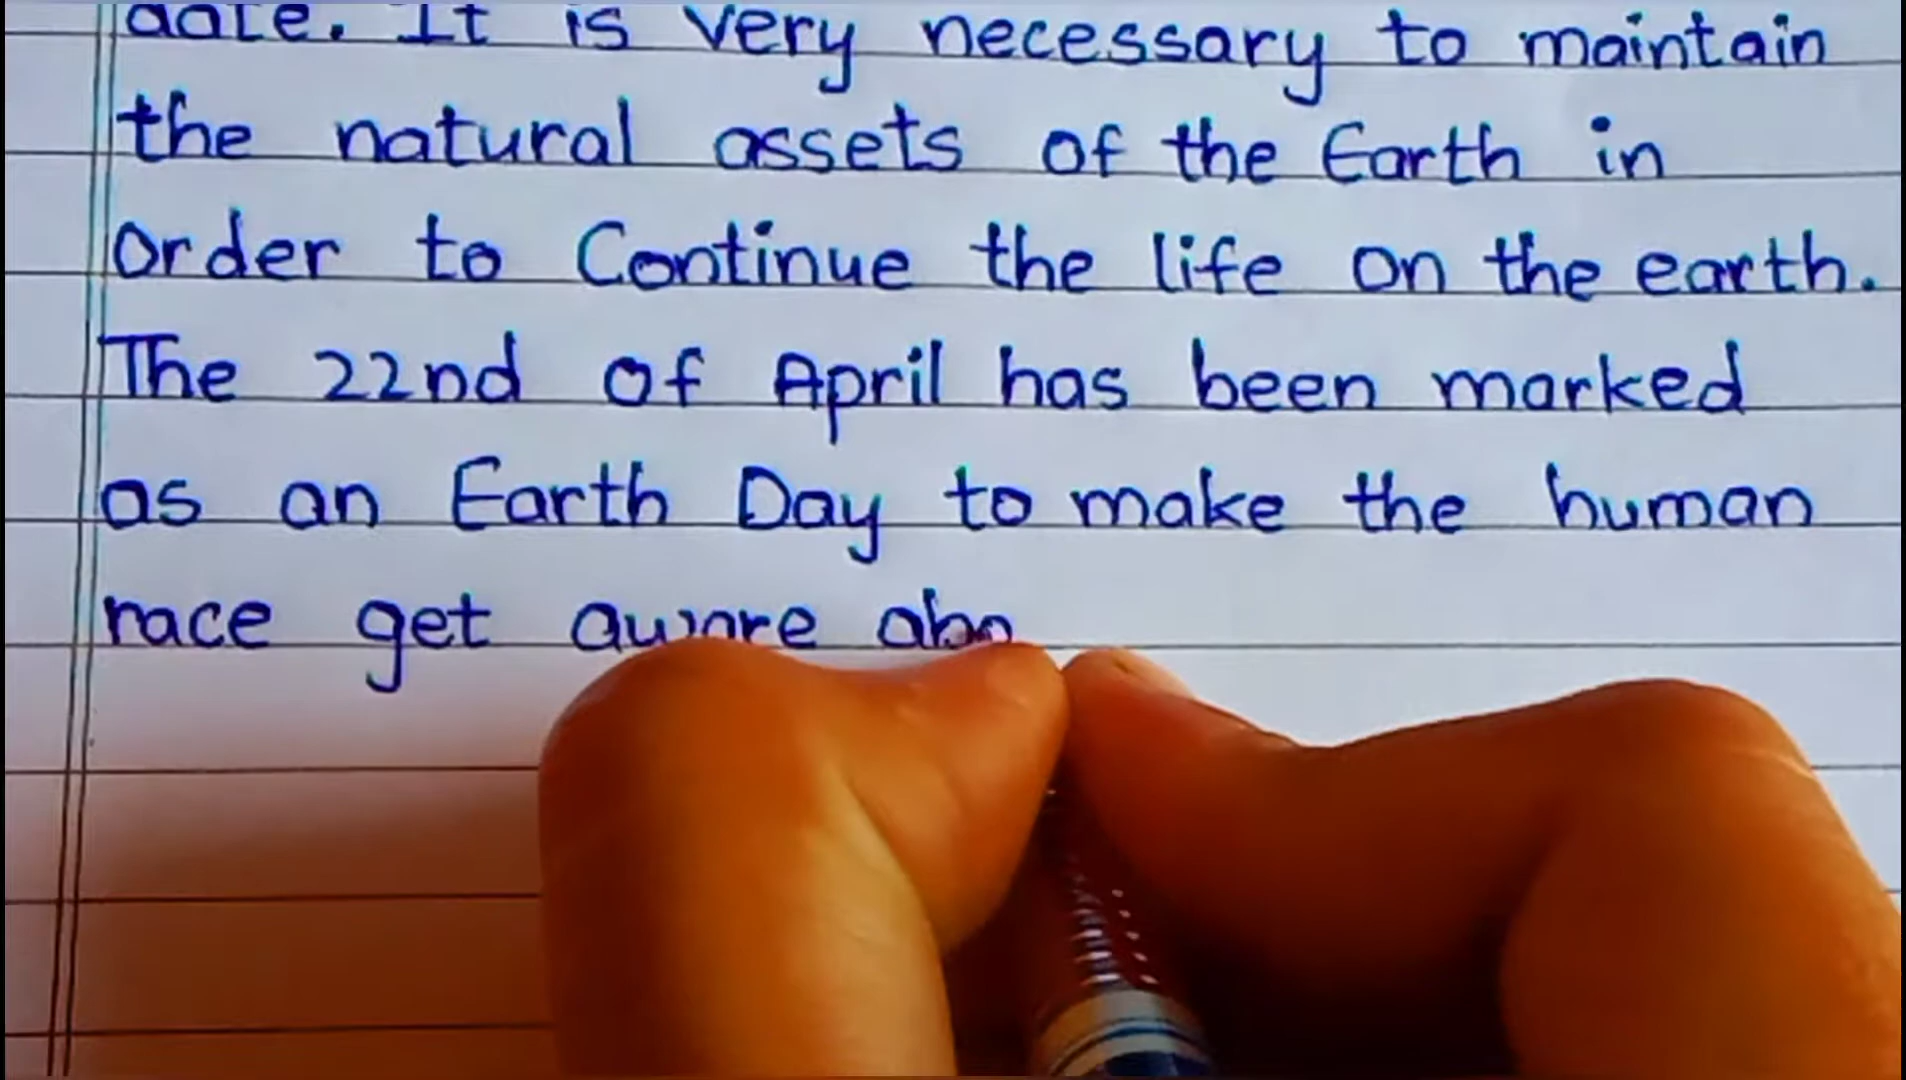 date. It is very necessary to maintain
the natural assets of the Earth in
Order to Continue the life on the earth.
The 22nd of April has been marked
as an Earth Day to make the human
race get aware abo